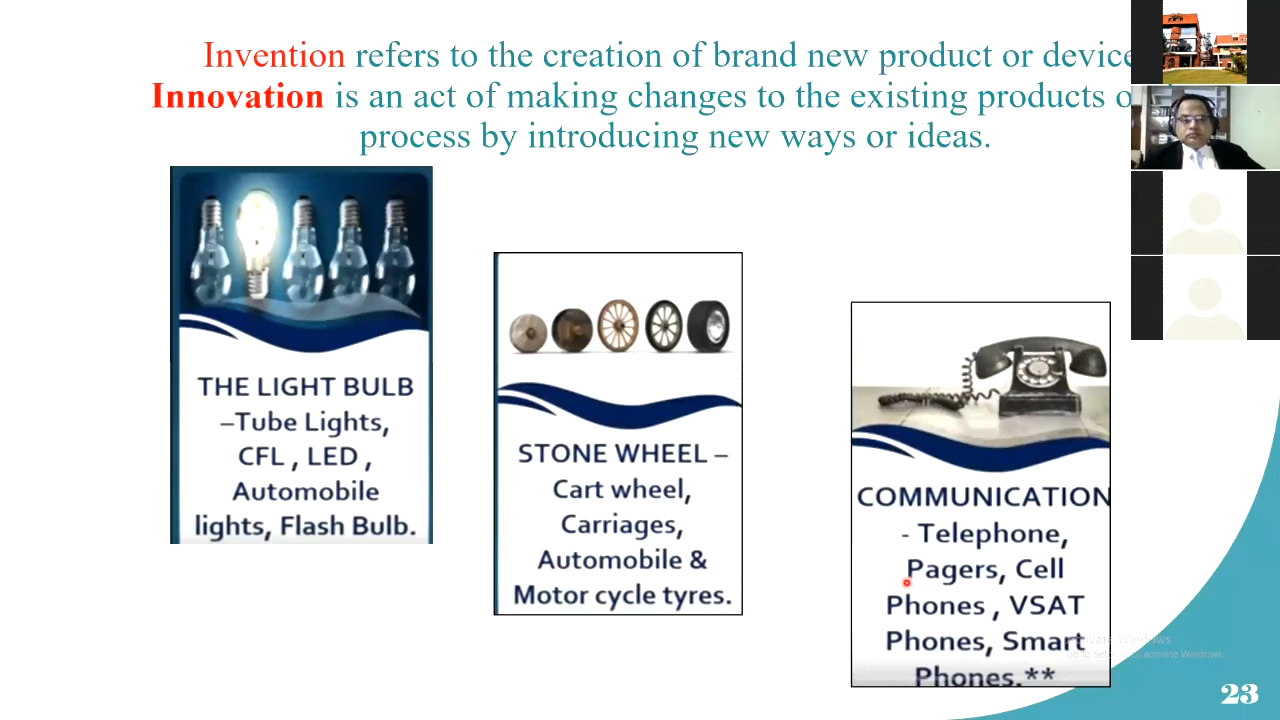 Invention refers to the creation of brand new product or device
Innovation is an act of making changes to the existing products o
process by introducing new ways or ideas.
THE LIGHT BULB
–Tube Lights,
CFL , LED ,
Automobile
lights, Flash Bulb.
STONE WHEEL –
Cart wheel,
Carriages,
Automobile &
Motor cycle tyres.
COMMUNICATION
- Telephone,
Pagers, Cell
Phones , VSAT
Phones, Smart
Phones.**
Windows
activate Windows.
23